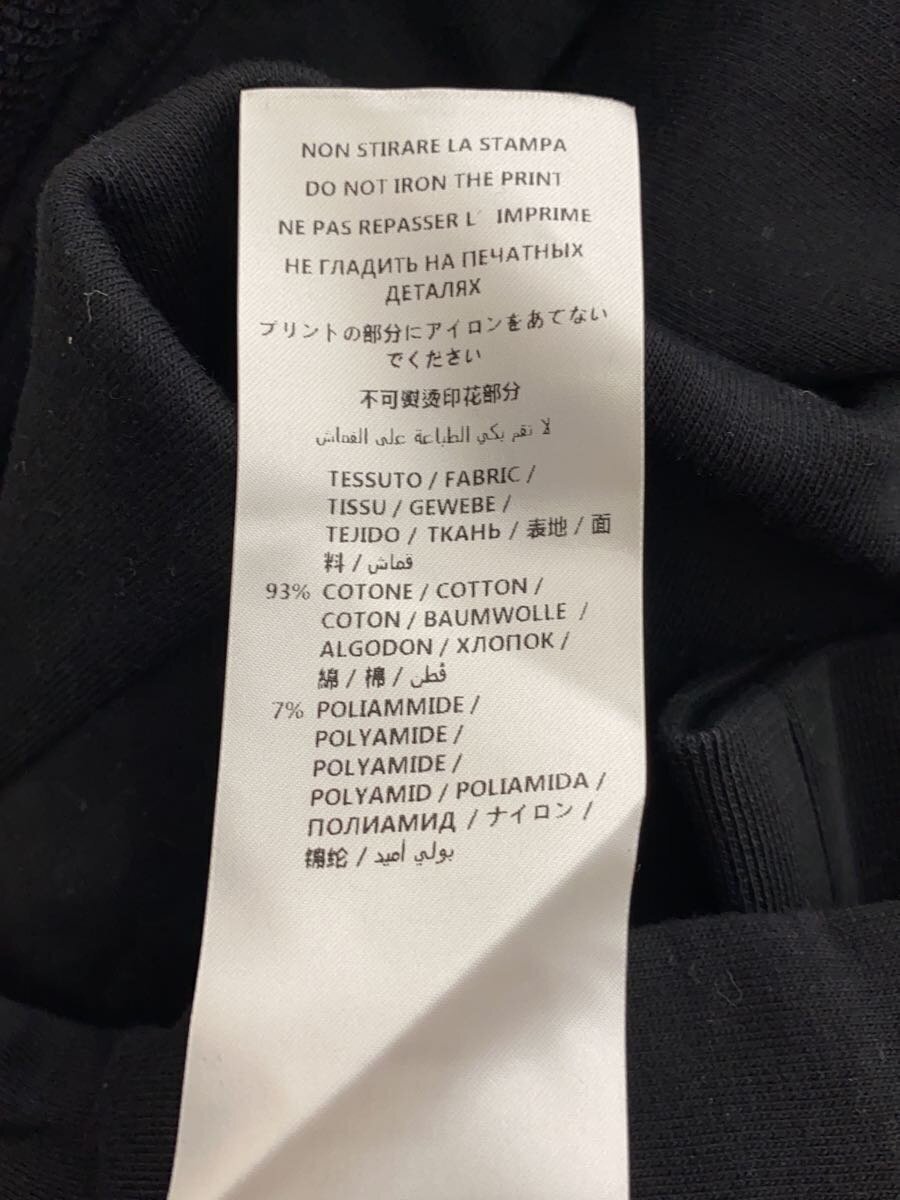 NON STIRARE LA STAMPA
DO NOT IRON THE PRINT
NE PAS REPASSER L´ IMPRIME
НЕ ГЛАДИТЬ НА ПЕЧАТНЫХ
ДЕТАЛЯХ
プリントの部分にアイロンをあてない
でください
不可熨烫印花部分
لا تقم بكي الطباعة على القماش
TESSUTO / FABRIC /
TISSU / GEWEBE /
TEJIDO / ТКАНЬ / 表地 / 面
料 / قماش
93% COTONE / COTTON /
COTON / BAUMWOLLE /
ALGODON / ХЛОПОК /
綿 / 棉 / قطن
7% POLIAMMIDE /
POLYAMIDE /
POLYAMIDE /
POLYAMID / POLIAMIDA /
ПОЛИАМИД / ナイロン /
锦纶 / بولي أميد